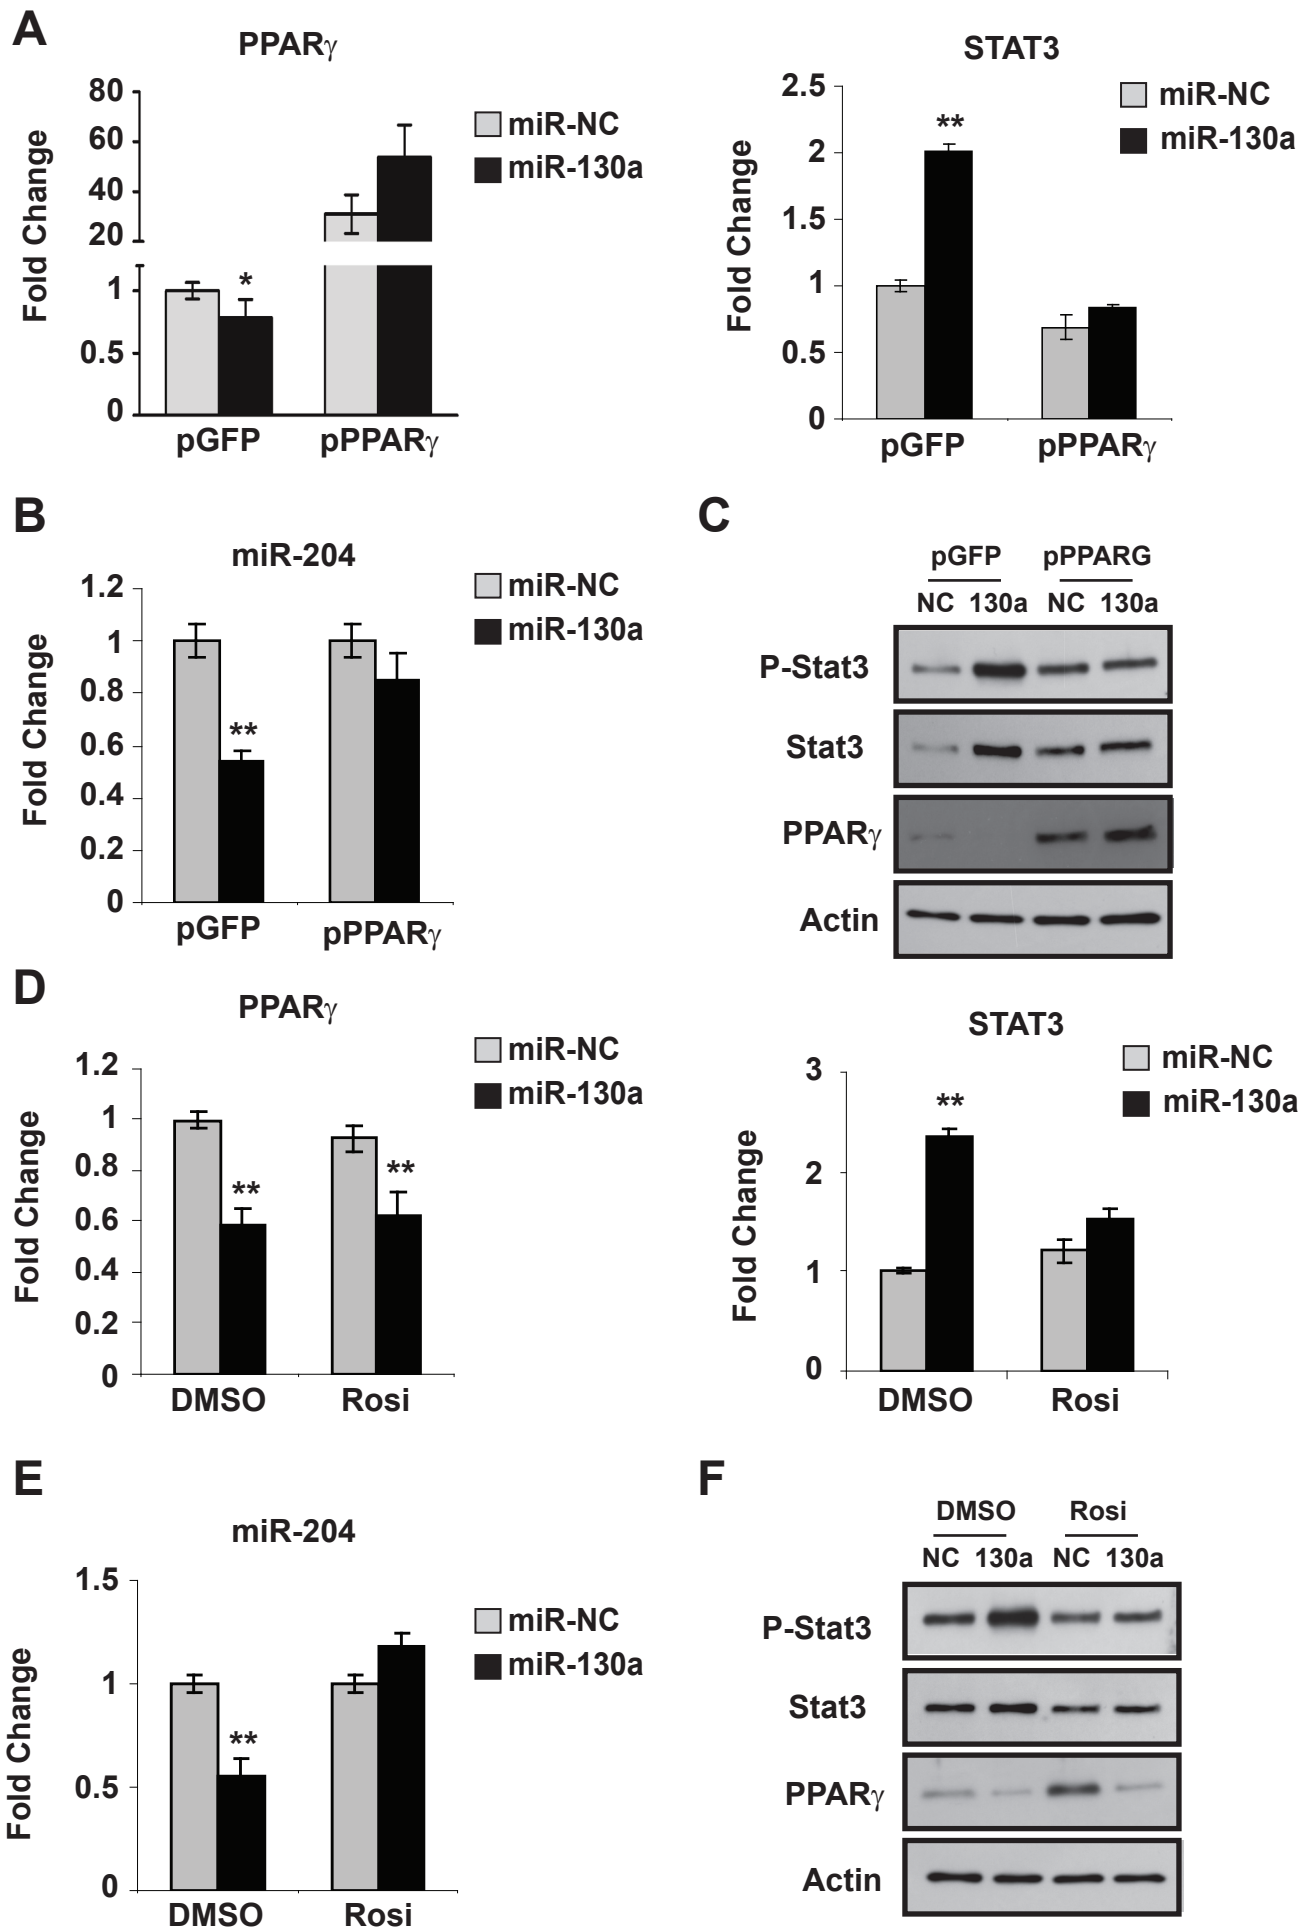 A
PPARγ
Fold Change
80
60
40
20
1
0.5
0
*
miR-NC
miR-130a
pGFP pPPARγ
STAT3
Fold Change
2.5
2
1.5
1
0.5
0
**
miR-NC
miR-130a
pGFP pPPARγ
B
miR-204
Fold Change
1.2
1
0.8
0.6
0.4
0.2
0
**
miR-NC
miR-130a
pGFP pPPARγ
C
pGFP pPPARG
NC 130a NC 130a
P-Stat3
Stat3
PPARγ
Actin
D
PPARγ
Fold Change
1.2
1
0.8
0.6
0.4
0.2
0
** **
miR-NC
miR-130a
DMSO Rosi
STAT3
Fold Change
3
2
1
0
**
miR-NC
miR-130a
DMSO Rosi
E
miR-204
Fold Change
1.5
1
0.5
0
**
miR-NC
miR-130a
DMSO Rosi
F
DMSO Rosi
NC 130a NC 130a
P-Stat3
Stat3
PPARγ
Actin